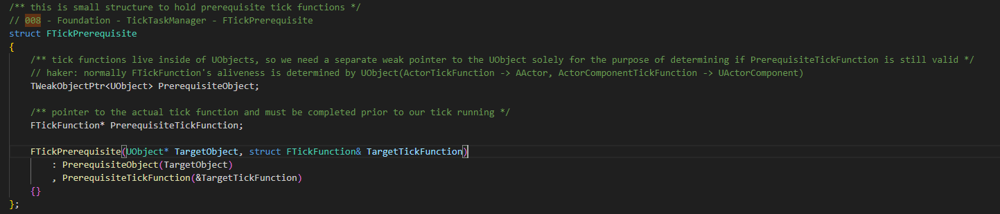 /** this is small structure to hold prerequisite tick functions */
// 008 - Foundation - TickTaskManager - FTickPrerequisite
struct FTickPrerequisite
{
    /** tick functions live inside of UObjects, so we need a separate weak pointer to the UObject solely for the purpose of determining if PrerequisiteTickFunction is still valid */
    // haker: normally FTickFunction's aliveness is determined by UObject(ActorTickFunction -> AActor, ActorComponentTickFunction -> UActorComponent)
    TWeakObjectPtr<UObject> PrerequisiteObject;

    /** pointer to the actual tick function and must be completed prior to our tick running */
    FTickFunction* PrerequisiteTickFunction;

    FTickPrerequisite(UObject* TargetObject, struct FTickFunction& TargetTickFunction)
        : PrerequisiteObject(TargetObject)
        , PrerequisiteTickFunction(&TargetTickFunction)
    {}
};